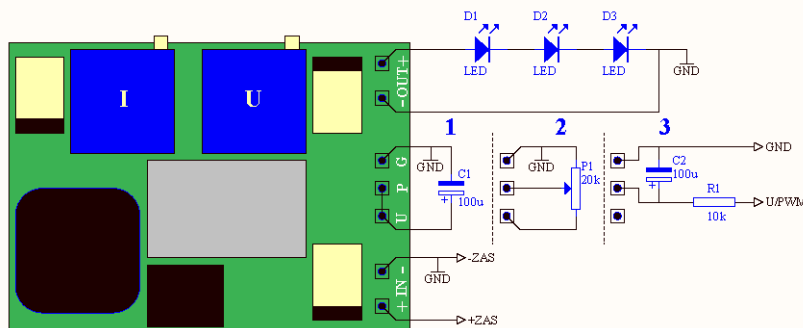 D1
D2
D3
LED
LED
LED
GND
-OUT+
I
U
1
2
3
G
P
U
GND
C1
+
100u
GND
P1
20k
C2
100u
+
R1
10k
GND
U/PWM
+ IN -
GND
-ZAS
+ZAS